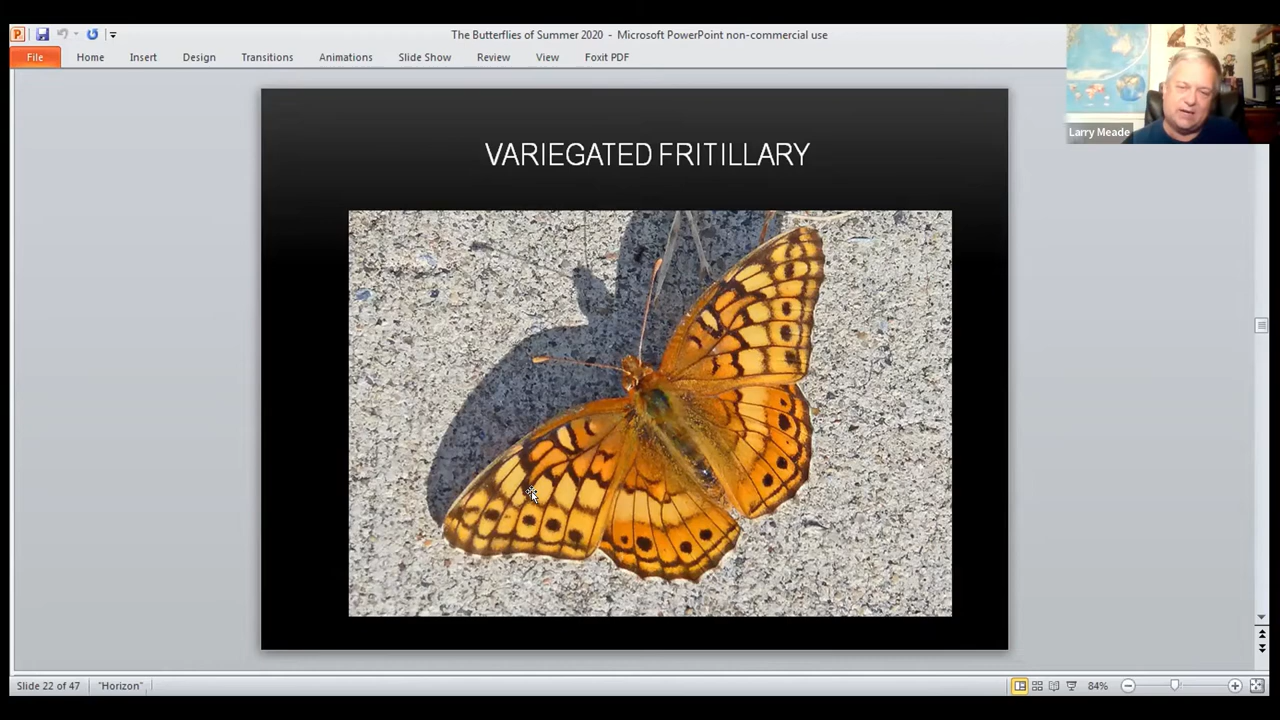 The Butterflies of Summer 2020 - Microsoft PowerPoint non-commercial use
File Home Insert Design Transitions Animations Slide Show Review View Foxit PDF
Larry Meade
VARIEGATED FRITILLARY
Slide 22 of 47 "Horizon" 84%